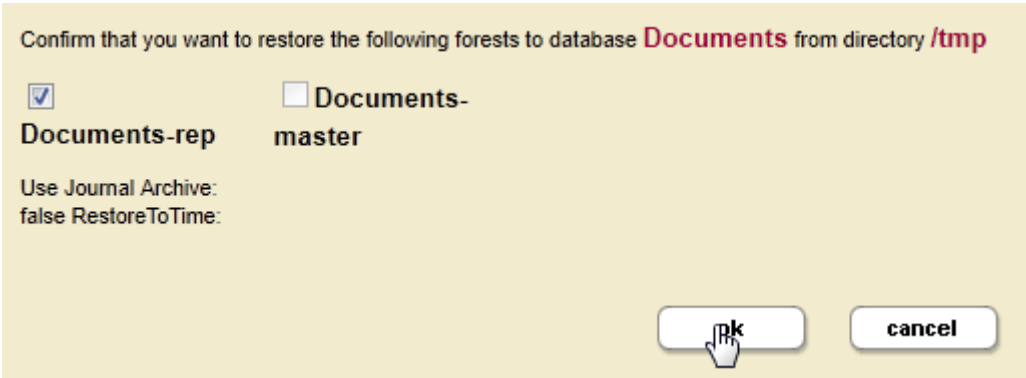 Confirm that you want to restore the following forests to database Documents from directory /tmp
Documents-rep
Documents-
master
Use Journal Archive:
false RestoreToTime:
ok cancel